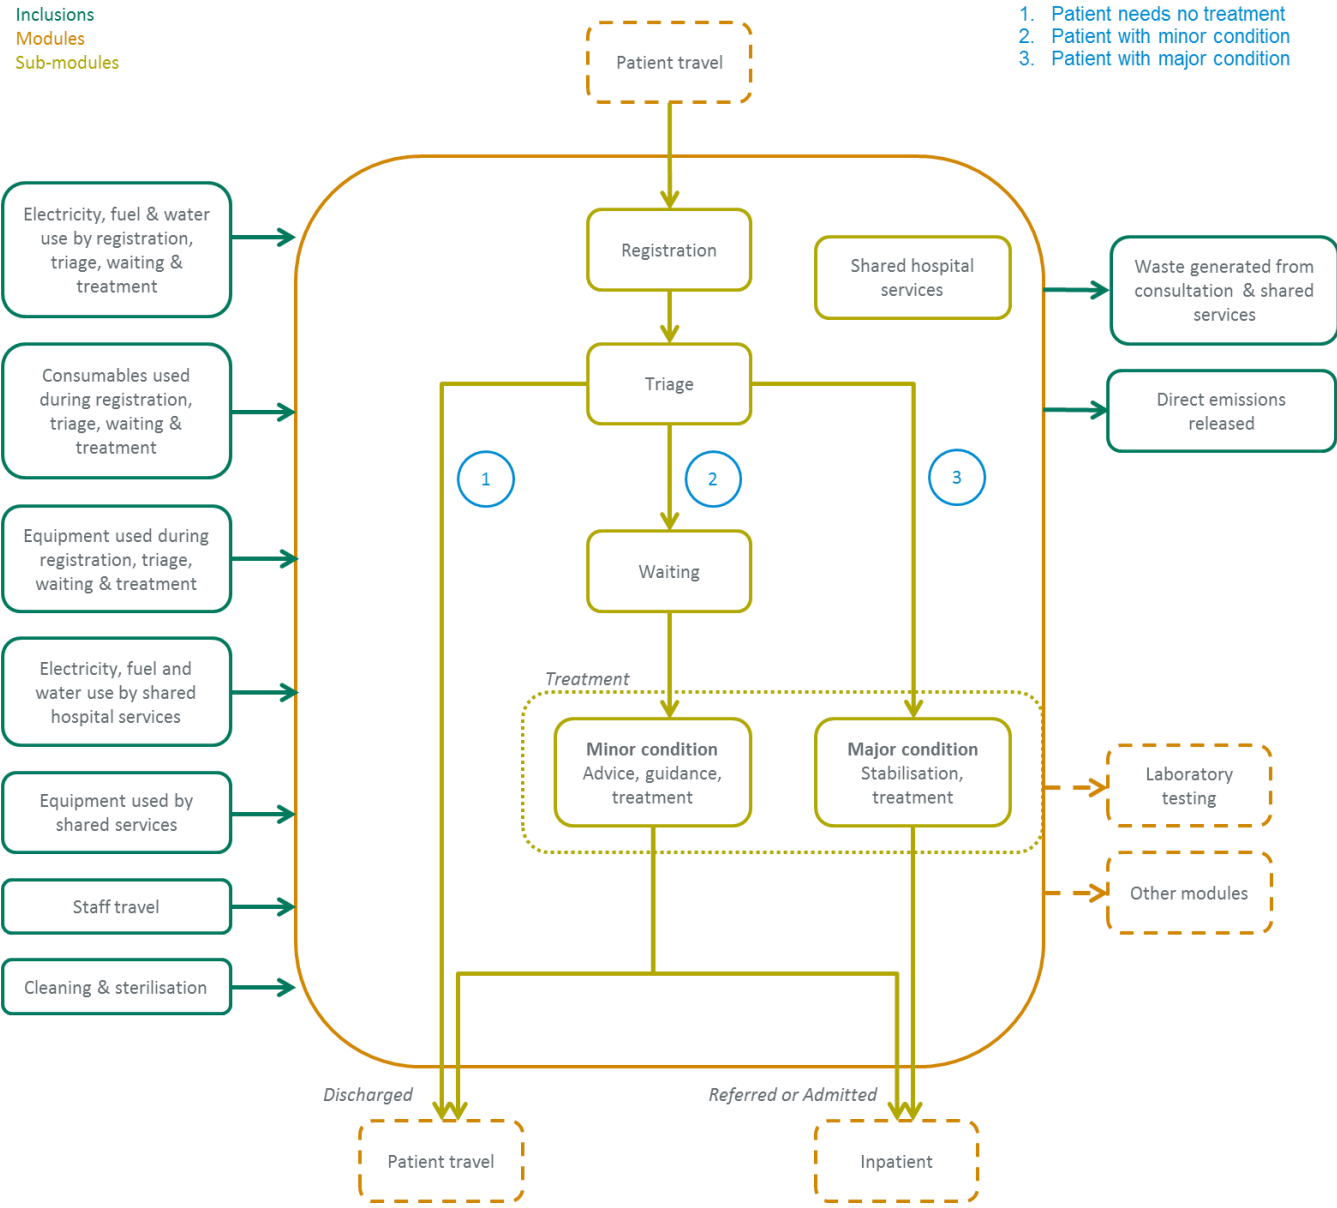 Inclusions
Modules
Sub-modules
1. Patient needs no treatment
2. Patient with minor condition
3. Patient with major condition
Patient travel
Electricity, fuel & water
use by registration,
triage, waiting &
treatment
Registration
Shared hospital
services
Waste generated from
consultation & shared
services
Consumables used
during registration,
triage, waiting &
treatment
Triage
Direct emissions
released
1
2
3
Equipment used during
registration, triage,
waiting & treatment
Waiting
Electricity, fuel and
water use by shared
hospital services
Treatment
Minor condition
Advice, guidance,
treatment
Major condition
Stabilisation,
treatment
Laboratory
testing
Equipment used by
shared services
Other modules
Staff travel
Cleaning & sterilisation
Discharged
Referred or Admitted
Patient travel
Inpatient